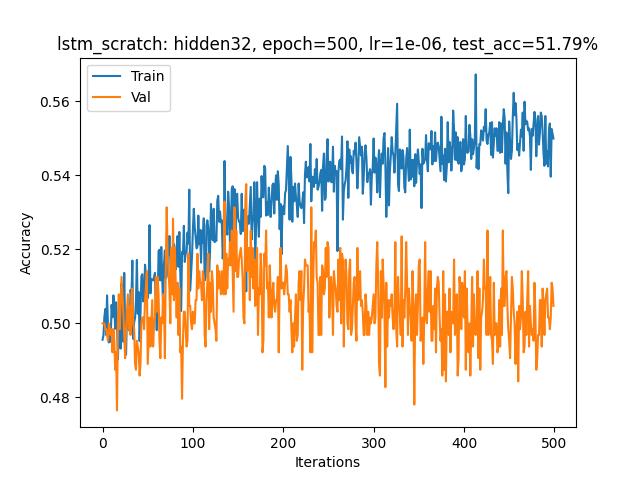 lstm_scratch: hidden32, epoch=500, lr=1e-06, test_acc=51.79%
Train
Val
0.56
0.54
0.52
0.50
0.48
Accuracy
0
100
200
300
400
500
Iterations